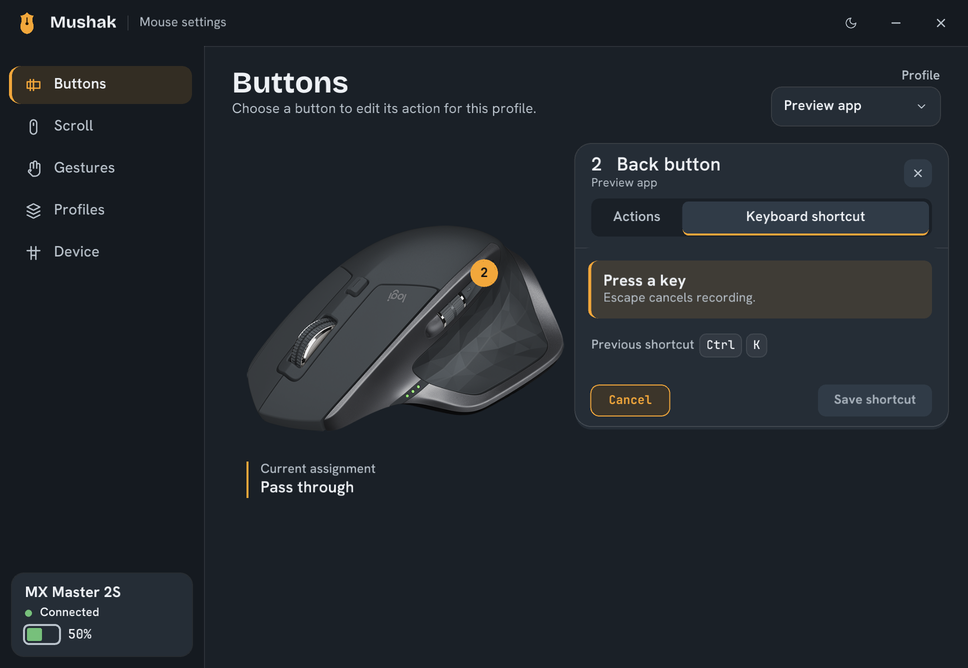 Mushak
Mouse settings
Buttons
Scroll
Gestures
Profiles
Device
MX Master 2S
Connected
50%
Buttons
Choose a button to edit its action for this profile.
Profile
Preview app
logi
2
Current assignment
Pass through
2 Back button
Preview app
Actions
Keyboard shortcut
Press a key
Escape cancels recording.
Previous shortcut Ctrl K
Cancel
Save shortcut